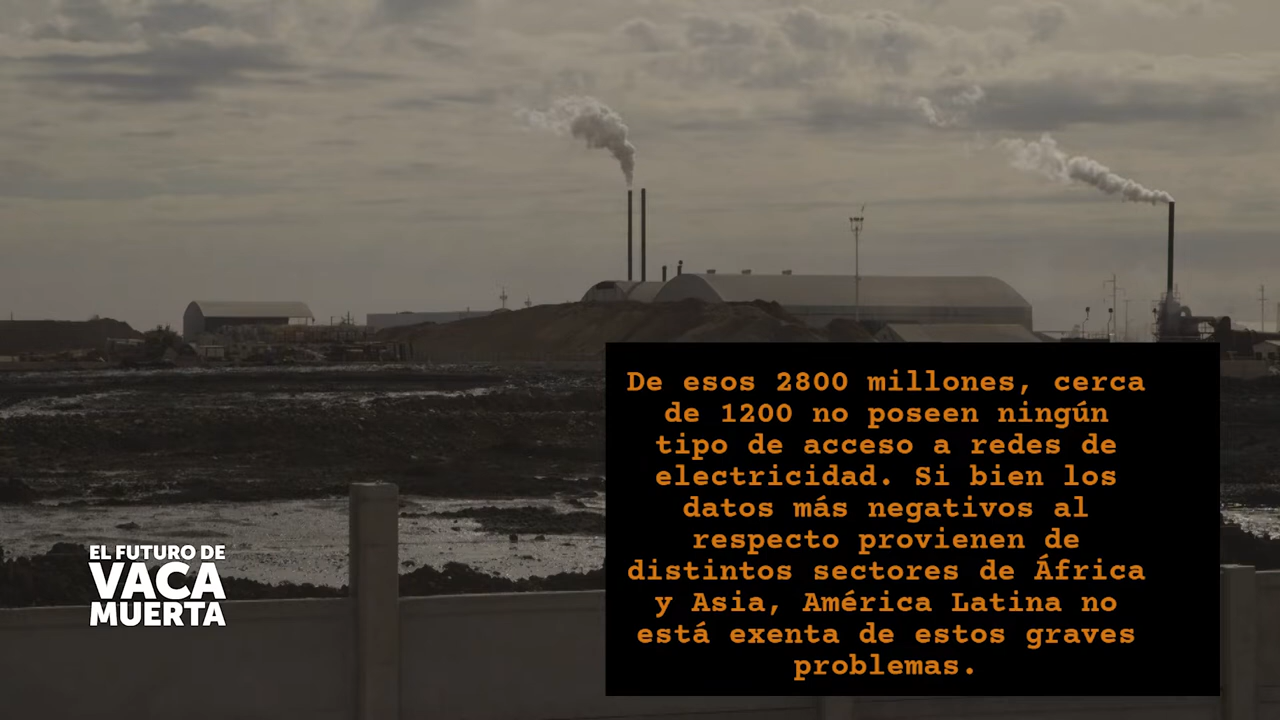 De esos 2800 millones, cerca
de 1200 no poseen ningún
tipo de acceso a redes de
electricidad. Si bien los
datos más negativos al
respecto provienen de
distintos sectores de África
y Asia, América Latina no
está exenta de estos graves
problemas.
EL FUTURO DE
VACA
MUERTA